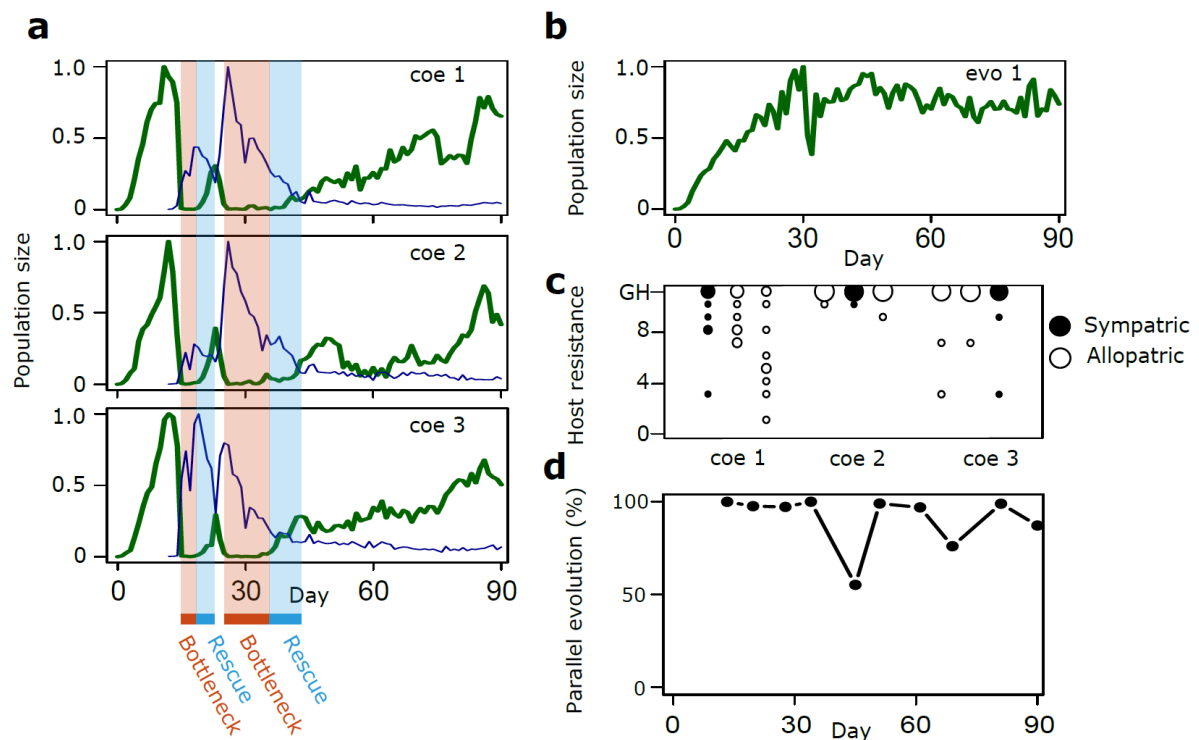 a
coe 1
1.0
0.5
0
coe 2
1.0
0.5
0
coe 3
1.0
0.5
0
Population size
0
30
Day
60
90
Bottleneck
Rescue
Bottleneck
Rescue
b
evo 1
1.0
0.5
0
Population size
0
30
60
90
Day
c
GH
8
4
0
Host resistance
Sympatric
Allopatric
coe 1
coe 2
coe 3
d
100
50
0
Parallel evolution (%)
0
30
60
90
Day